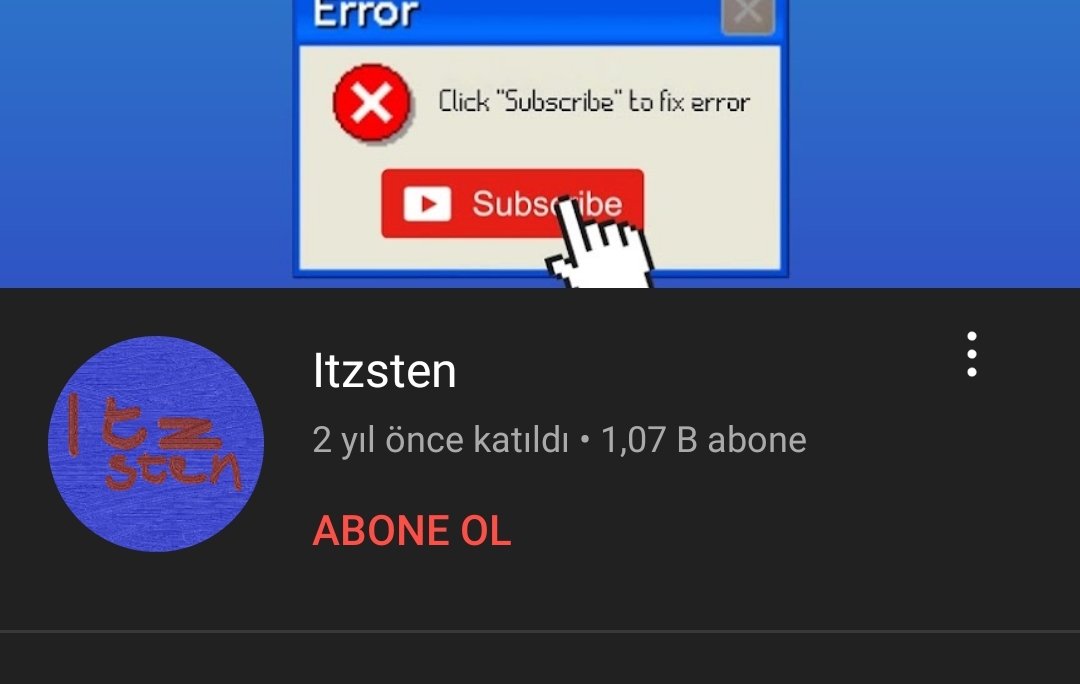 Error
Click "Subscribe" to fix error
Subscribe
Itz
sten
Itzsten
2 yıl önce katıldı • 1,07 B abone
ABONE OL